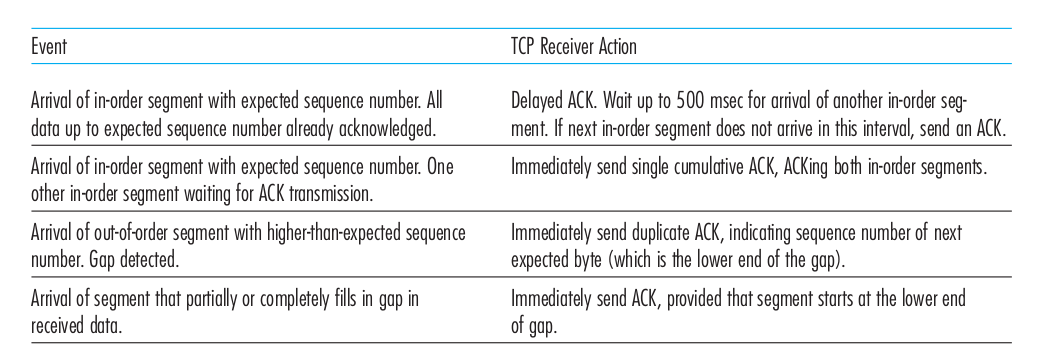 Event
TCP Receiver Action
Arrival of in-order segment with expected sequence number. All
data up to expected sequence number already acknowledged.
Delayed ACK. Wait up to 500 msec for arrival of another in-order seg-
ment. If next in-order segment does not arrive in this interval, send an ACK.
Arrival of in-order segment with expected sequence number. One
other in-order segment waiting for ACK transmission.
Immediately send single cumulative ACK, ACKing both in-order segments.
Arrival of out-of-order segment with higher-than-expected sequence
number. Gap detected.
Immediately send duplicate ACK, indicating sequence number of next
expected byte (which is the lower end of the gap).
Arrival of segment that partially or completely fills in gap in
received data.
Immediately send ACK, provided that segment starts at the lower end
of gap.